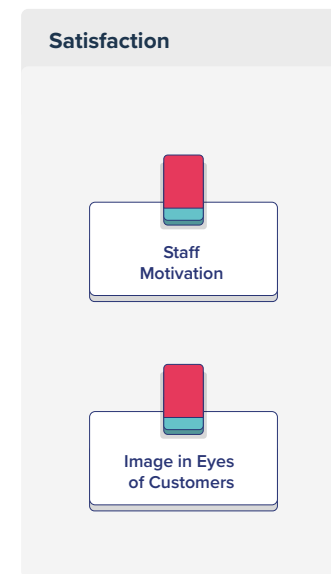 Satisfaction
Staff
Motivation
Image in Eyes
of Customers